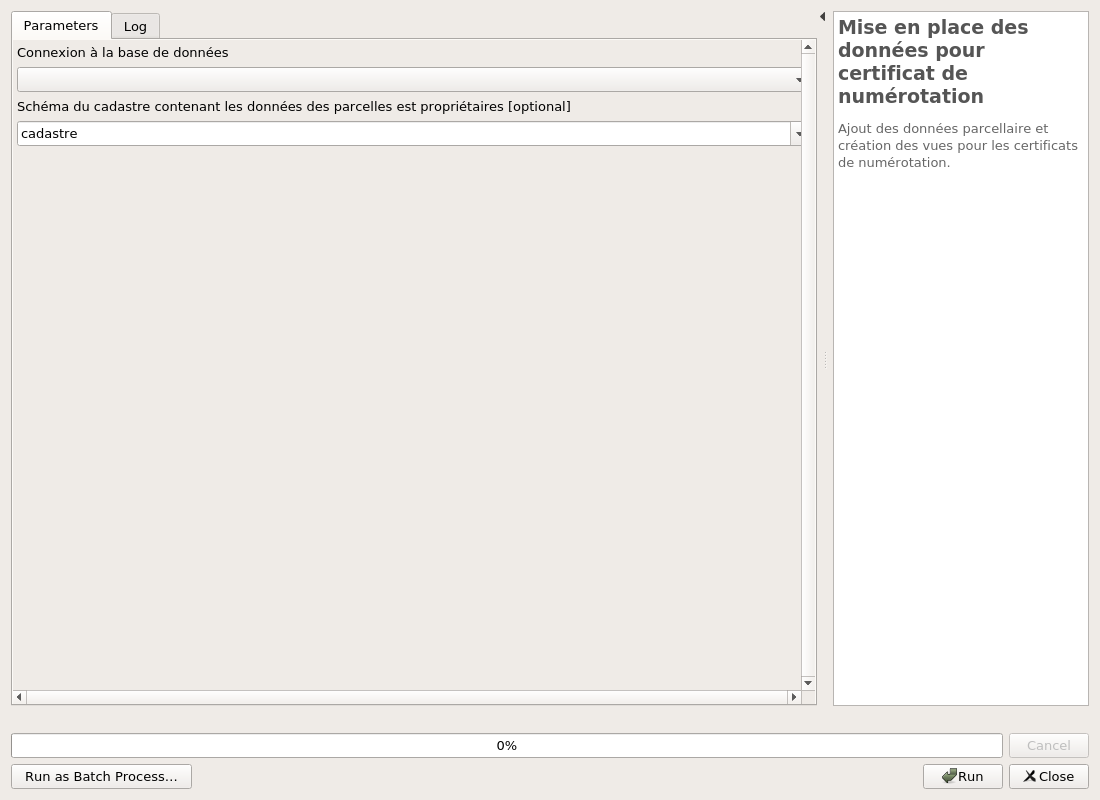 Parameters
Log
Connexion à la base de données
Schéma du cadastre contenant les données des parcelles est propriétaires [optional]
cadastre
Mise en place des
données pour
certificat de
numérotation
Ajout des données parcellaire et
création des vues pour les certificats
de numérotation.
0%
Cancel
Run as Batch Process…
Run
Close